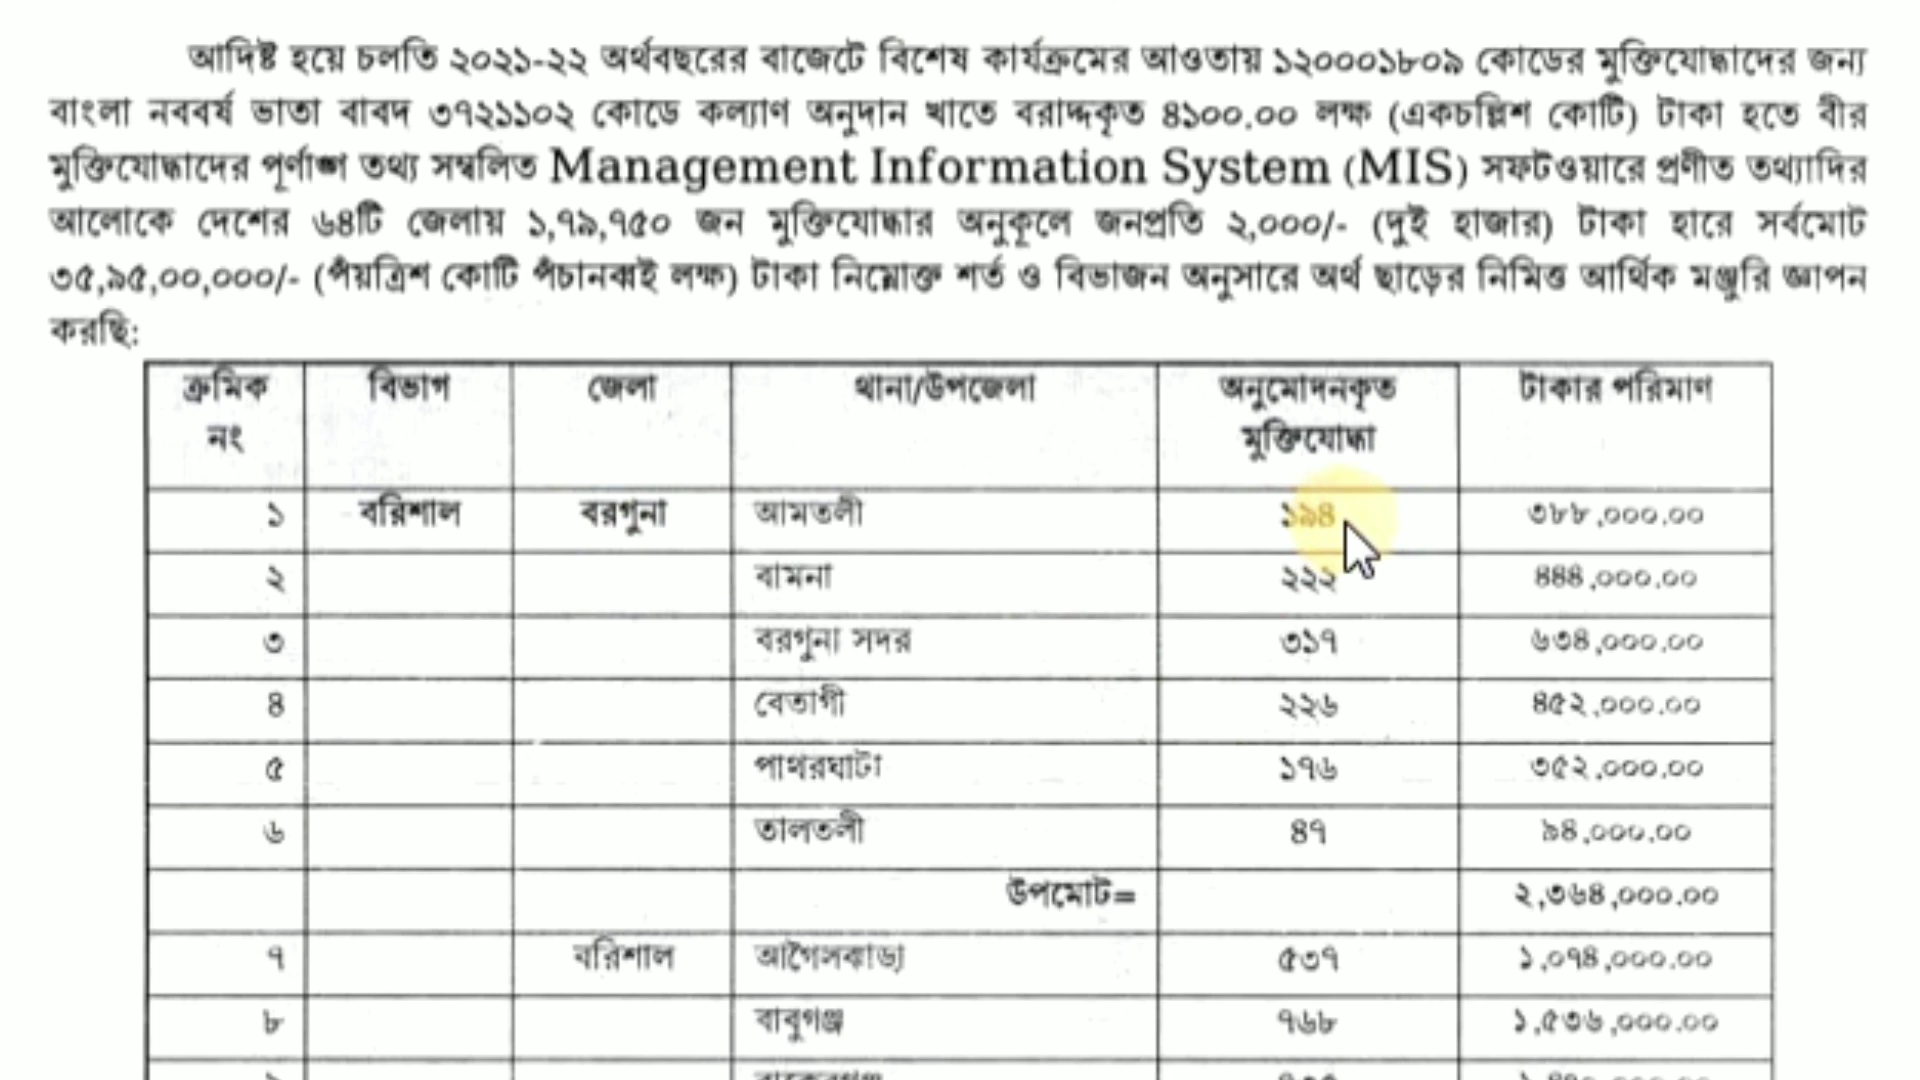 আদিষ্ট হয়ে চলতি ২০২১-২২ অর্থবছরের বাজেটে বিশেষ কার্যক্রমের আওতায় ১২০০০১৮০৯ কোডের মুক্তিযোদ্ধাদের জন্য
বাংলা নববর্ষ ভাতা বাবদ ৩৭২১১০২ কোডে কল্যাণ অনুদান খাতে বরাদ্দকৃত ৪১০০.০০ লক্ষ (একচল্লিশ কোটি) টাকা হতে বীর
মুক্তিযোদ্ধাদের পূর্ণাঙ্গ তথ্য সম্বলিত Management Information System (MIS) সফটওয়ারে প্রণীত তথ্যাদির
আলোকে দেশের ৬৪টি জেলায় ১,৭৯,৭৫০ জন মুক্তিযোদ্ধার অনুকূলে জনপ্রতি ২,০০০/- (দুই হাজার) টাকা হারে সর্বমোট
৩৫,৯৫,০০,০০০/- (পঁয়ত্রিশ কোটি পঁচানব্বই লক্ষ) টাকা নিম্নোক্ত শর্ত ও বিভাজন অনুসারে অর্থ ছাড়ের নিমিত্ত আর্থিক মঞ্জুরি জ্ঞাপন
করছি:
ক্রমিক নং বিভাগ জেলা থানা/উপজেলা অনুমোদনকৃত মুক্তিযোদ্ধা টাকার পরিমাণ
১ বরিশাল বরগুনা আমতলী ১৯৪ ৩৮৮,০০০.০০
২ বামনা ২২২ ৪৪৪,০০০.০০
৩ বরগুনা সদর ৩১৭ ৬৩৪,০০০.০০
৪ বেতাগী ২২৬ ৪৫২,০০০.০০
৫ পাথরঘাটা ১৭৬ ৩৫২,০০০.০০
৬ তালতলী ৪৭ ৯৪,০০০.০০
উপমোট= ২,৩৬৪,০০০.০০
৭ বরিশাল আগৈলঝাড়া ৫৩৭ ১,০৭৪,০০০.০০
৮ বাবুগঞ্জ ৭৬৮ ১,৫৩৬,০০০.০০